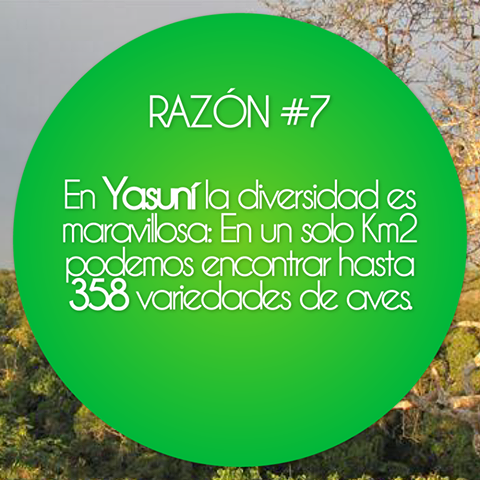 RAZÓN #7
En Yasuní la diversidad es
maravillosa: En un solo Km2
podemos encontrar hasta
358 variedades de aves.